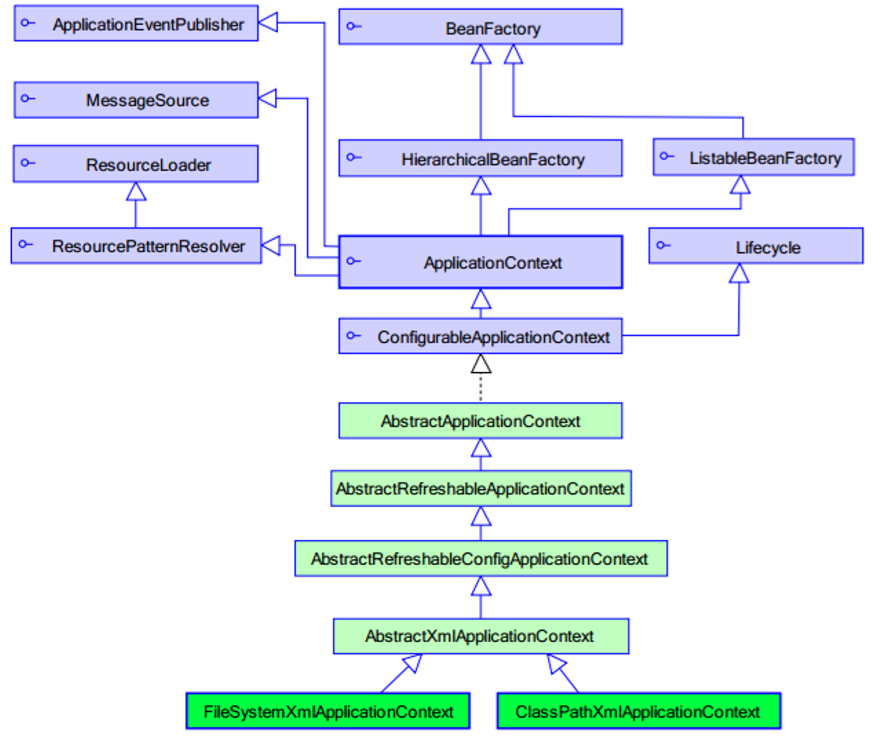 ApplicationEventPublisher
BeanFactory
MessageSource
ResourceLoader
HierarchicalBeanFactory
ListableBeanFactory
ResourcePatternResolver
ApplicationContext
Lifecycle
ConfigurableApplicationContext
AbstractApplicationContext
AbstractRefreshableApplicationContext
AbstractRefreshableConfigApplicationContext
AbstractXmlApplicationContext
FileSystemXmlApplicationContext
ClassPathXmlApplicationContext